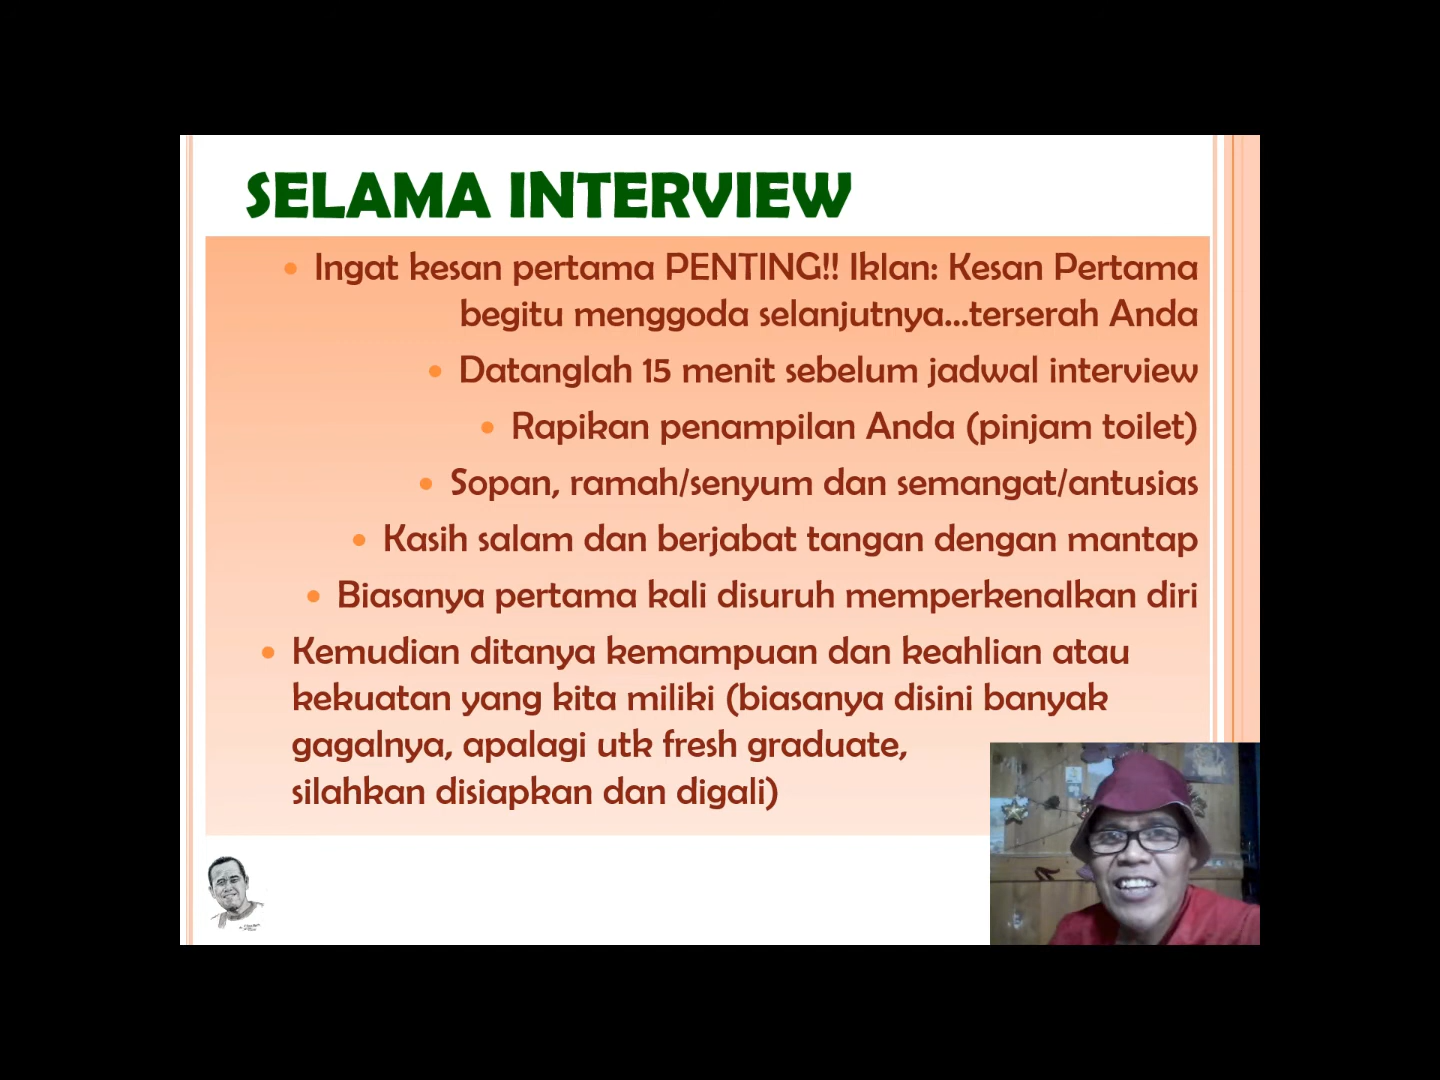 SELAMA INTERVIEW
• Ingat kesan pertama PENTING!! Iklan: Kesan Pertama
begitu menggoda selanjutnya...terserah Anda
• Datanglah 15 menit sebelum jadwal interview
• Rapikan penampilan Anda (pinjam toilet)
• Sopan, ramah/senyum dan semangat/antusias
• Kasih salam dan berjabat tangan dengan mantap
• Biasanya pertama kali disuruh memperkenalkan diri
• Kemudian ditanya kemampuan dan keahlian atau
kekuatan yang kita miliki (biasanya disini banyak
gagalnya, apalagi utk fresh graduate,
silahkan disiapkan dan digali)